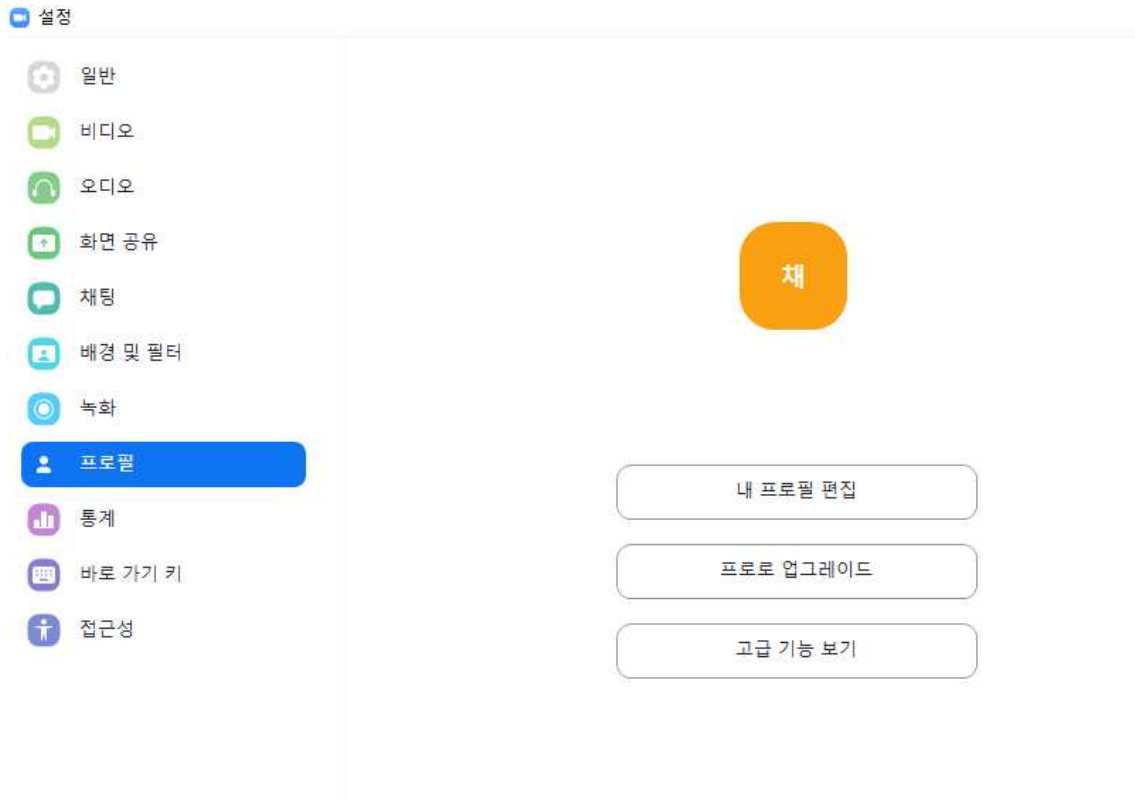 설정
일반
비디오
오디오
화면 공유
채팅
배경 및 필터
녹화
프로필
통계
바로 가기 키
접근성
채
내 프로필 편집
프로로 업그레이드
고급 기능 보기